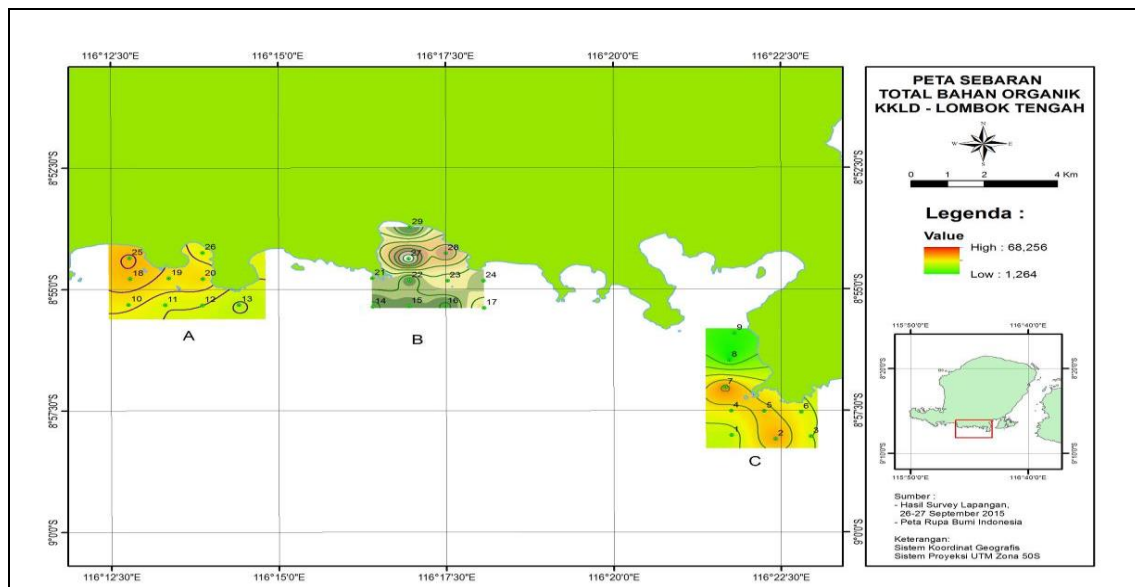 116°12'30"E 116°15'0"E 116°17'30"E 116°20'0"E 116°22'30"E
8°52'30"S 8°52'30"S
29
25 26 27 28
18 19 20 21 22 23 24
8°55'0"S 8°55'0"S
10 11 12 13 14 15 16 17
A B
9
8
7
8°57'30"S 8°57'30"S
4 5 6
1 2 3
C
9°0'0"S 9°0'0"S
116°12'30"E 116°15'0"E 116°17'30"E 116°20'0"E 116°22'30"E
PETA SEBARAN
TOTAL BAHAN ORGANIK
KKLD - LOMBOK TENGAH
N
W E
S
0 1 2 4 Km
Legenda :
Value
High : 68,256
Low : 1,264
115°50'0"E 116°40'0"E
8°20'0"S 8°20'0"S
9°10'0"S 9°10'0"S
115°50'0"E 116°40'0"E
Sumber :
- Hasil Survey Lapangan,
26-27 September 2015
- Peta Rupa Bumi Indonesia
Keterangan:
Sistem Koordinat Geografis
Sistem Proyeksi UTM Zona 50S